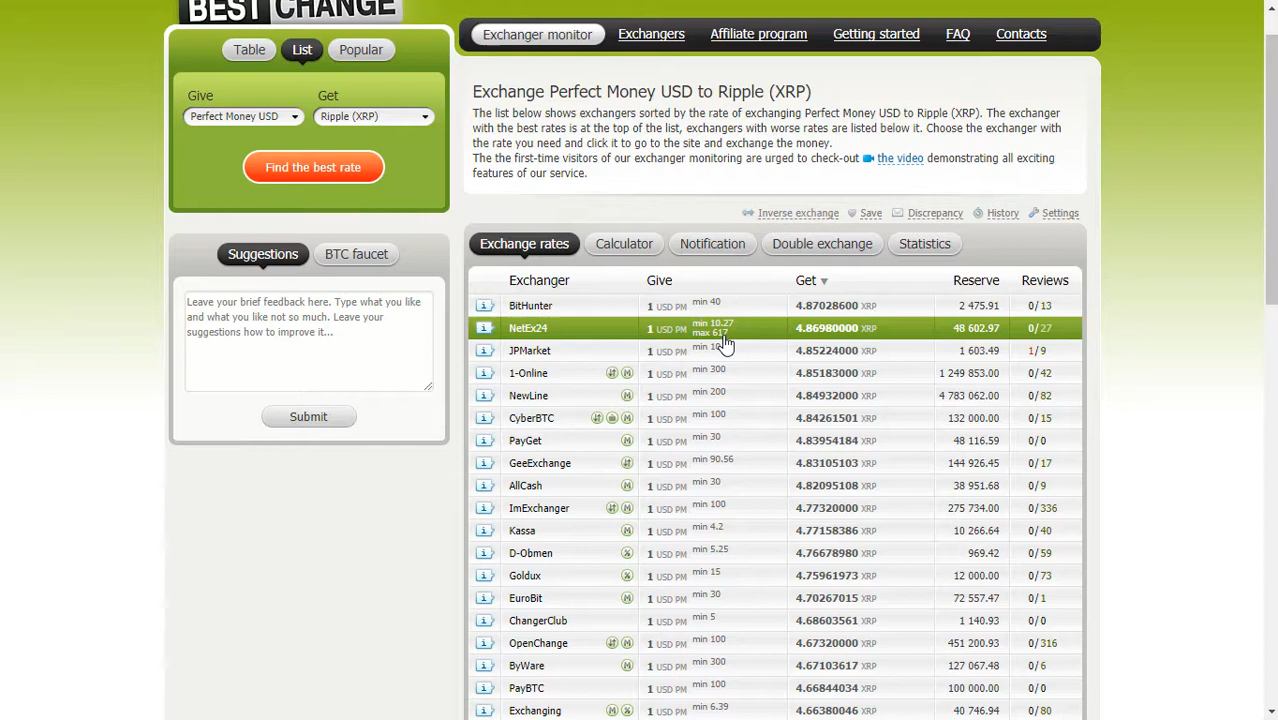 BEST CHANGE
Table List Popular
Give Get
Perfect Money USD Ripple (XRP)
Find the best rate
Suggestions BTC faucet
Leave your brief feedback here. Type what you like
and what you like not so much. Leave your
suggestions how to improve it...
Submit
Exchanger monitor Exchangers Affiliate program Getting started FAQ Contacts
Exchange Perfect Money USD to Ripple (XRP)
The list below shows exchangers sorted by the rate of exchanging Perfect Money USD to Ripple (XRP). The exchanger
with the best rates is at the top of the list, exchangers with worse rates are listed below it. Choose the exchanger with
the rate you need and click it to go to the site and exchange the money.
The the first-time visitors of our exchanger monitoring are urged to check-out the video demonstrating all exciting
features of our service.
Inverse exchange Save Discrepancy History Settings
Exchange rates Calculator Notification Double exchange Statistics
Exchanger Give Get Reserve Reviews
BitHunter 1 USD PM min 40 4.87028600 XRP 2 475.91 0/13
NetEx24 1 USD PM min 10.27 max 617 4.86980000 XRP 48 602.97 0/27
JPMarket 1 USD PM min 4.85224000 XRP 1 603.49 1/9
1-Online 1 USD PM min 300 4.85183000 XRP 1 249 853.00 0/42
NewLine 1 USD PM min 200 4.84932000 XRP 4 783 062.00 0/82
CyberBTC 1 USD PM min 100 4.84261501 XRP 132 000.00 0/15
PayGet 1 USD PM min 30 4.83954184 XRP 48 116.59 0/0
GeeExchange 1 USD PM min 90.56 4.83105103 XRP 144 926.45 0/17
AllCash 1 USD PM min 30 4.82095108 XRP 38 951.68 0/9
ImExchanger 1 USD PM min 100 4.77320000 XRP 275 734.00 0/336
Kassa 1 USD PM min 4.2 4.77158386 XRP 10 266.64 0/40
D-Obmen 1 USD PM min 5.25 4.76678980 XRP 969.42 0/59
Goldux 1 USD PM min 15 4.75961973 XRP 12 000.00 0/73
EuroBit 1 USD PM min 30 4.70267015 XRP 72 557.47 0/1
ChangerClub 1 USD PM min 5 4.68603561 XRP 1 140.93 0/0
OpenChange 1 USD PM min 100 4.67320000 XRP 451 200.93 0/316
ByWare 1 USD PM min 300 4.67103617 XRP 127 067.48 0/6
PayBTC 1 USD PM min 100 4.66844034 XRP 100 000.00 0/0
Exchanging 1 USD PM min 6.39 4.66380046 XRP 40 746.94 0/80